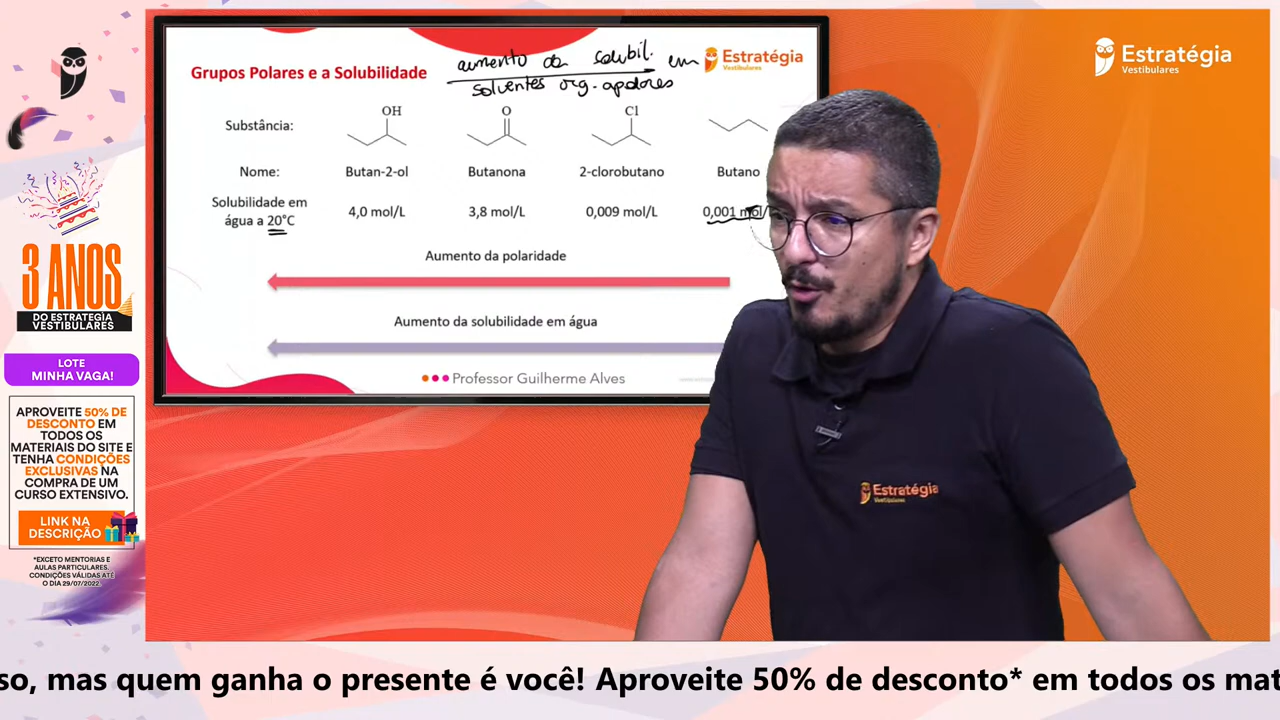 3 ANOS
DO ESTRATÉGIA
VESTIBULARES
LOTE
MINHA VAGA!
APROVEITE 50% DE
DESCONTO EM
TODOS OS
MATERIAIS DO SITE E
TENHA CONDIÇÕES
EXCLUSIVAS NA
COMPRA DE UM
CURSO EXTENSIVO.
LINK NA
DESCRIÇÃO
*EXCETO MENTORIAS E
AULAS PARTICULARES.
CONDIÇÕES VÁLIDAS ATÉ
O DIA 29/07/2022.
Grupos Polares e a Solubilidade
aumento da solubil. em
solventes org. apolares
Estratégia
Vestibulares
Substância:
OH
O
Cl
Nome:
Butan-2-ol
Butanona
2-clorobutano
Butano
Solubilidade em
água a 20°C
4,0 mol/L
3,8 mol/L
0,009 mol/L
0,001 mol/
Aumento da polaridade
Aumento da solubilidade em água
Professor Guilherme Alves
Estratégia
Vestibulares
Estratégia
Vestibulares
so, mas quem ganha o presente é você! Aproveite 50% de desconto* em todos os mat